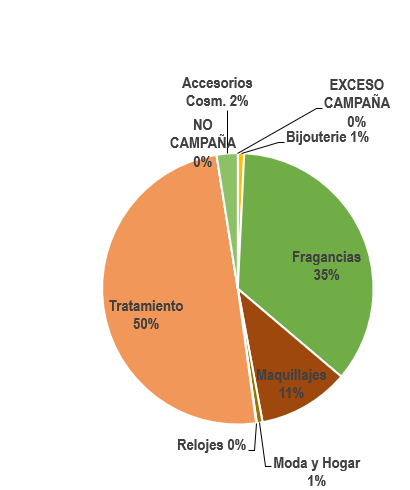 Accesorios
Cosm. 2%
EXCESO
CAMPAÑA
0%
NO
CAMPAÑA
0%
Bijouterie 1%
Fragancias
35%
Tratamiento
50%
Maquillajes
11%
Relojes 0%
Moda y Hogar
1%